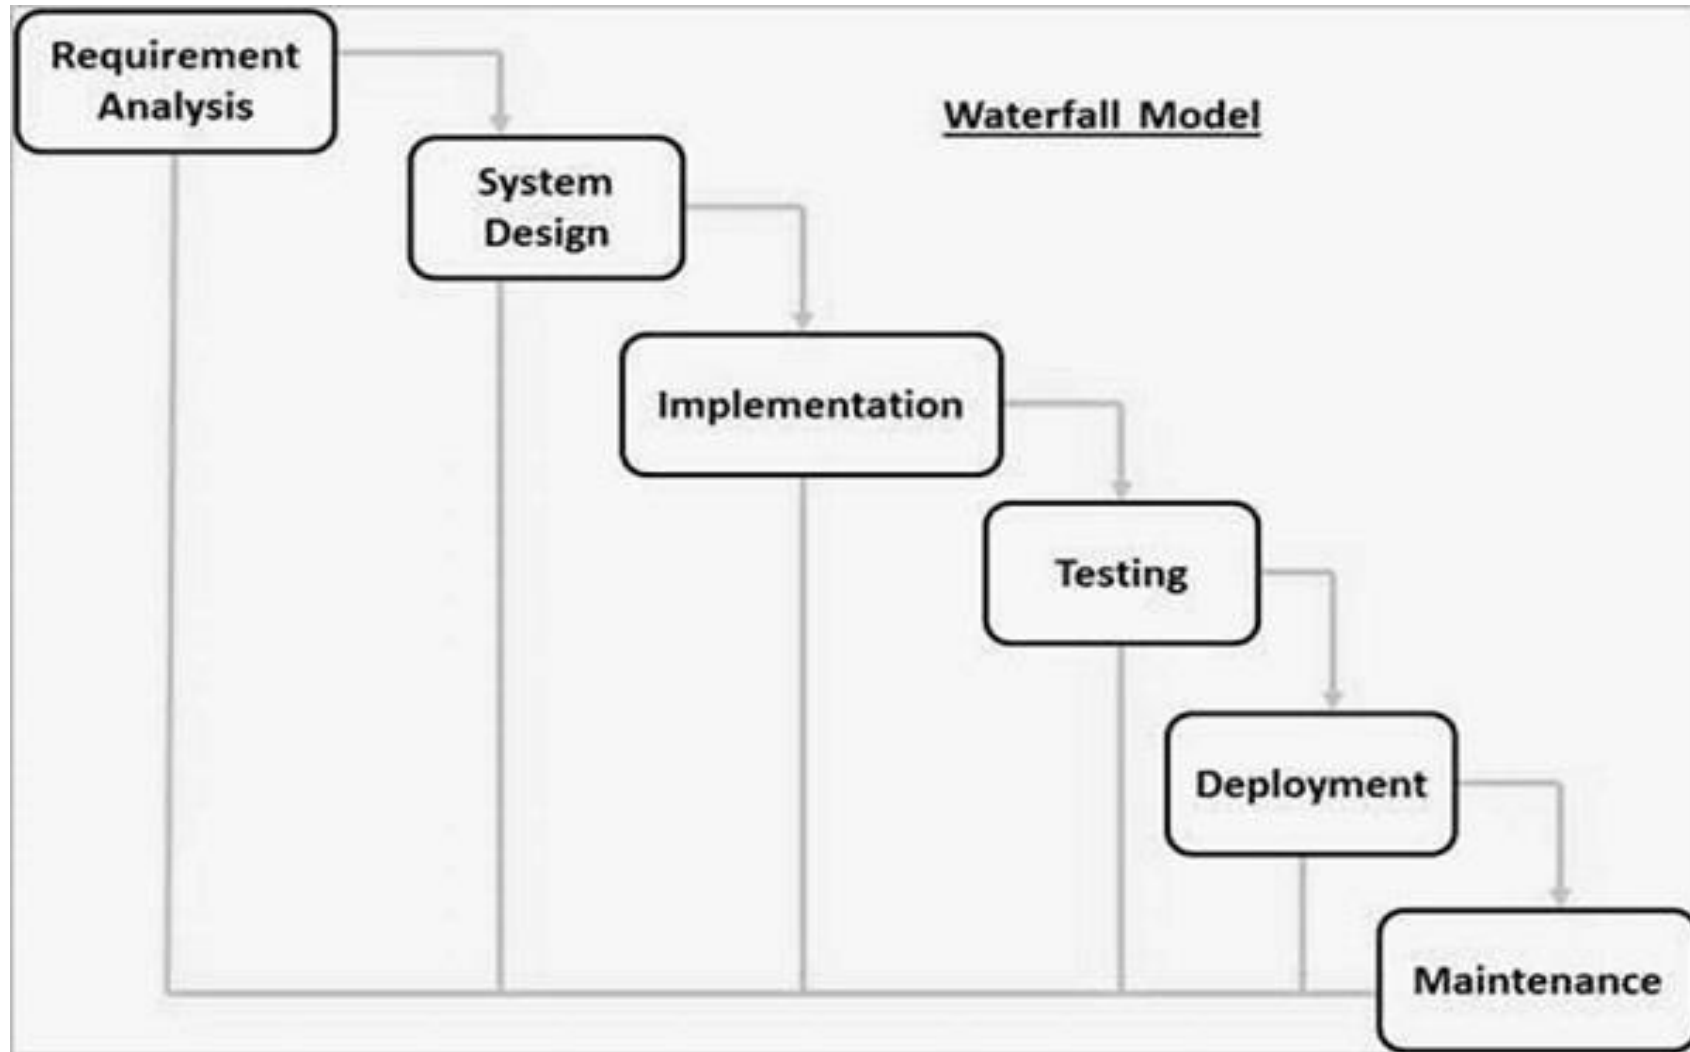 Requirement
Analysis
Waterfall Model
System
Design
Implementation
Testing
Deployment
Maintenance